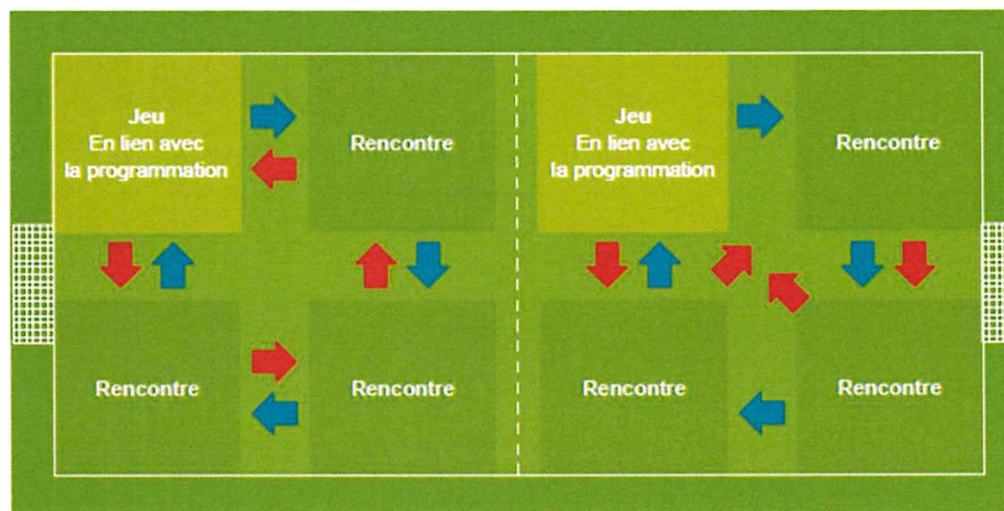 Jeu
En lien avec
la programmation
Rencontre
Jeu
En lien avec
la programmation
Rencontre
Rencontre
Rencontre
Rencontre
Rencontre